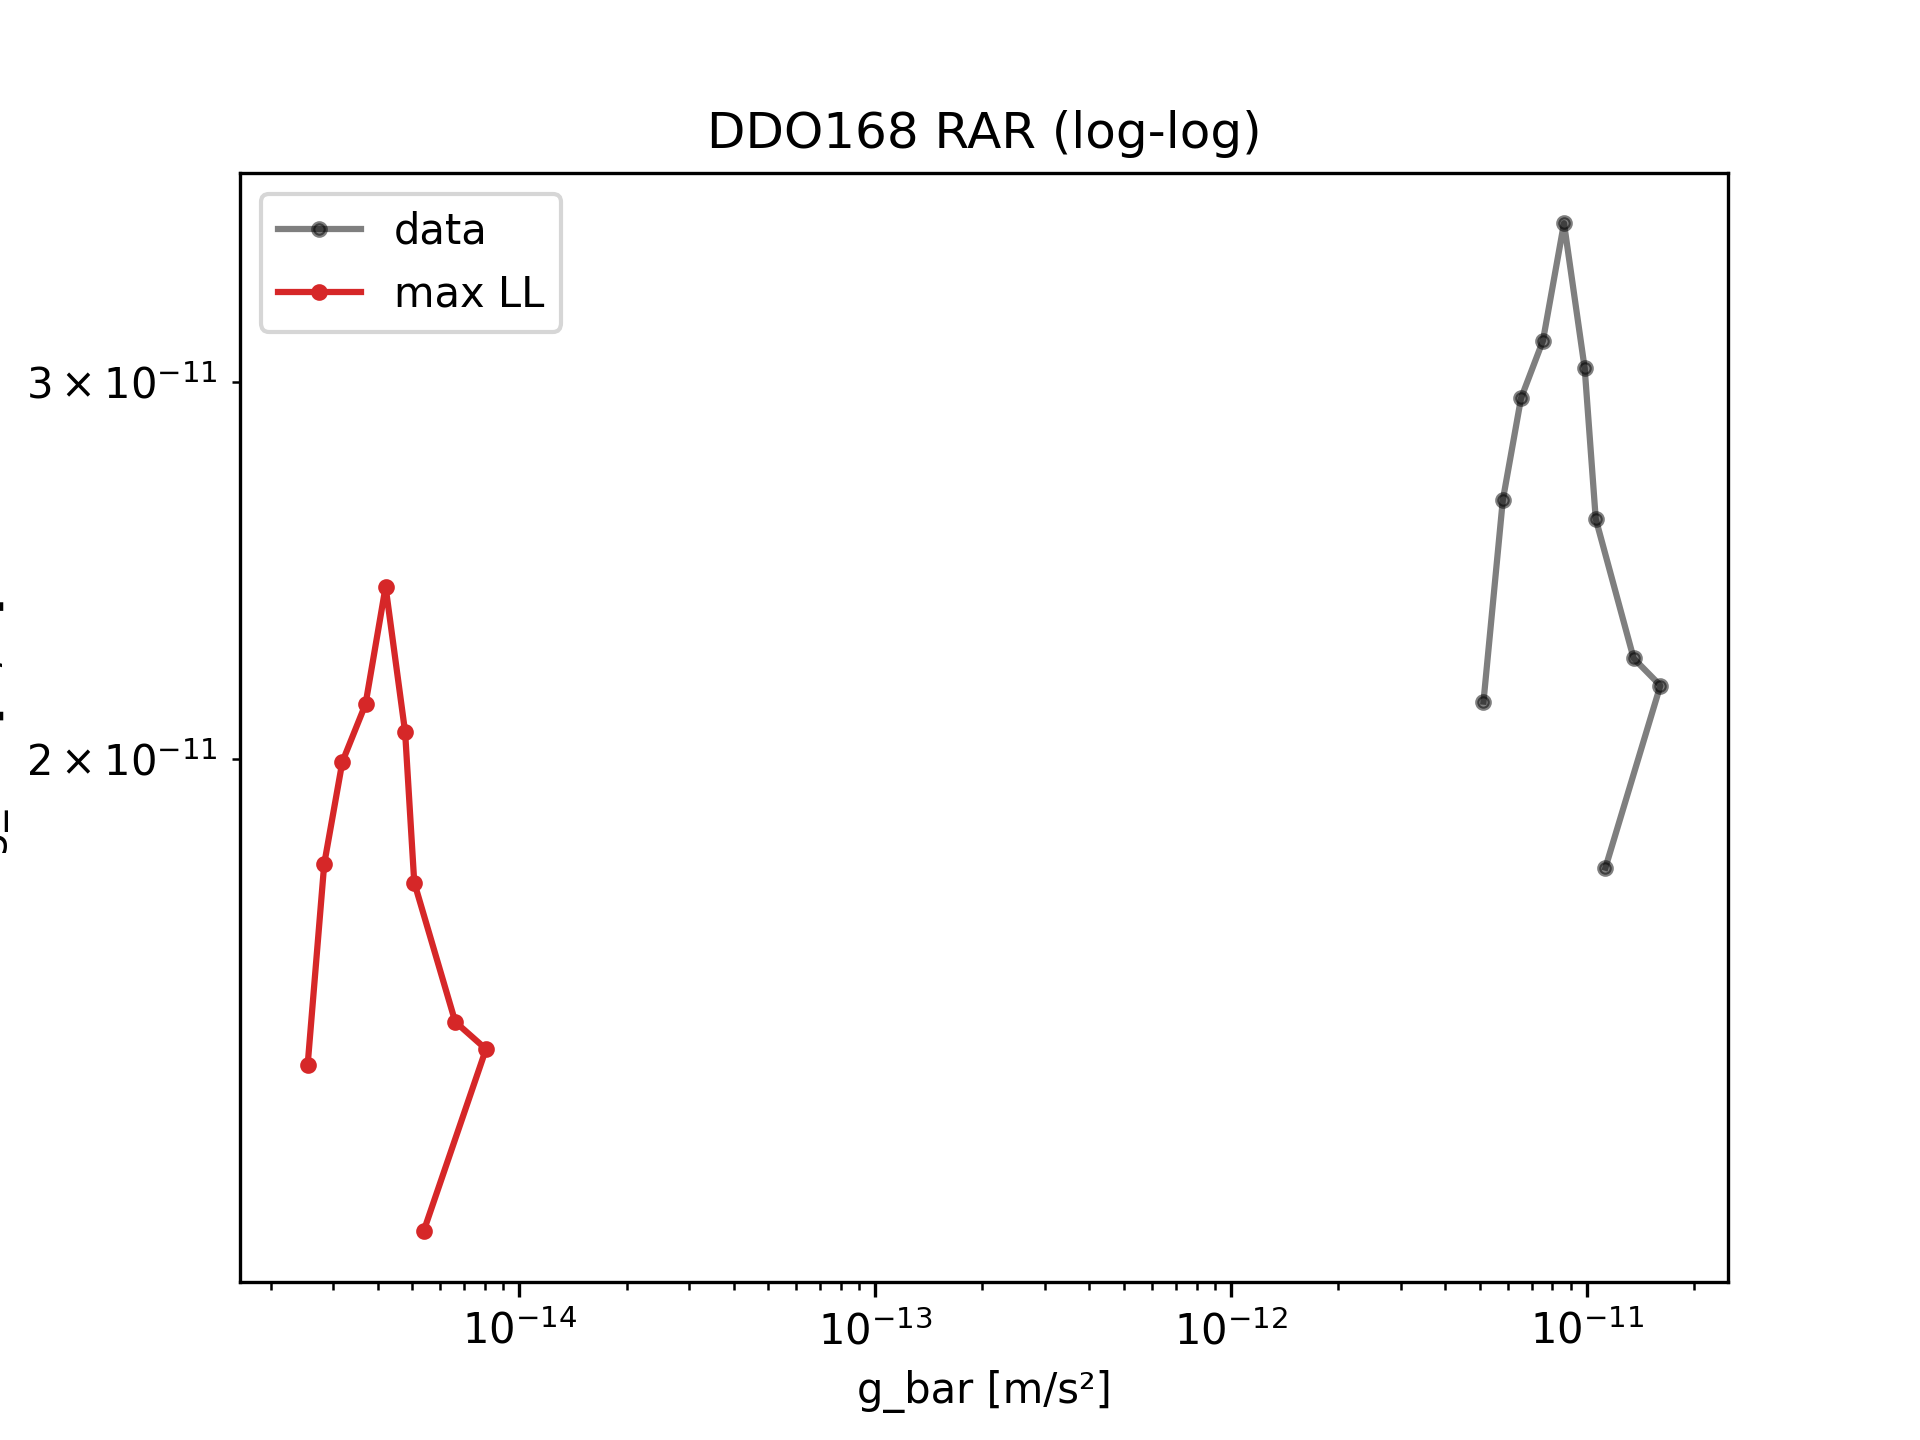 DDO168 RAR (log-log)
data
max LL
3 × 10⁻¹¹
2 × 10⁻¹¹
10⁻¹⁴ 10⁻¹³ 10⁻¹² 10⁻¹¹
g_bar [m/s²]